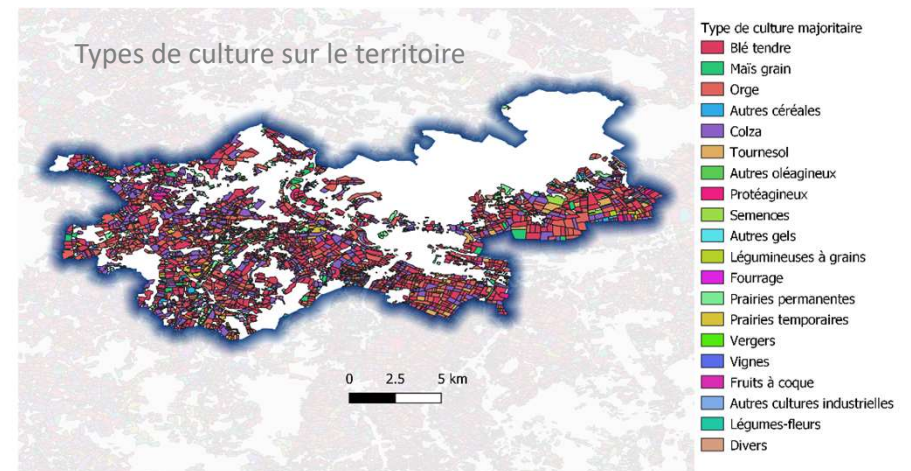 Types de culture sur le territoire
0 2.5 5 km
Type de culture majoritaire
Blé tendre
Maïs grain
Orge
Autres céréales
Colza
Tournesol
Autres oléagineux
Protéagineux
Semences
Autres gels
Légumineuses à grains
Fourrage
Prairies permanentes
Prairies temporaires
Vergers
Vignes
Fruits à coque
Autres cultures industrielles
Légumes-fleurs
Divers